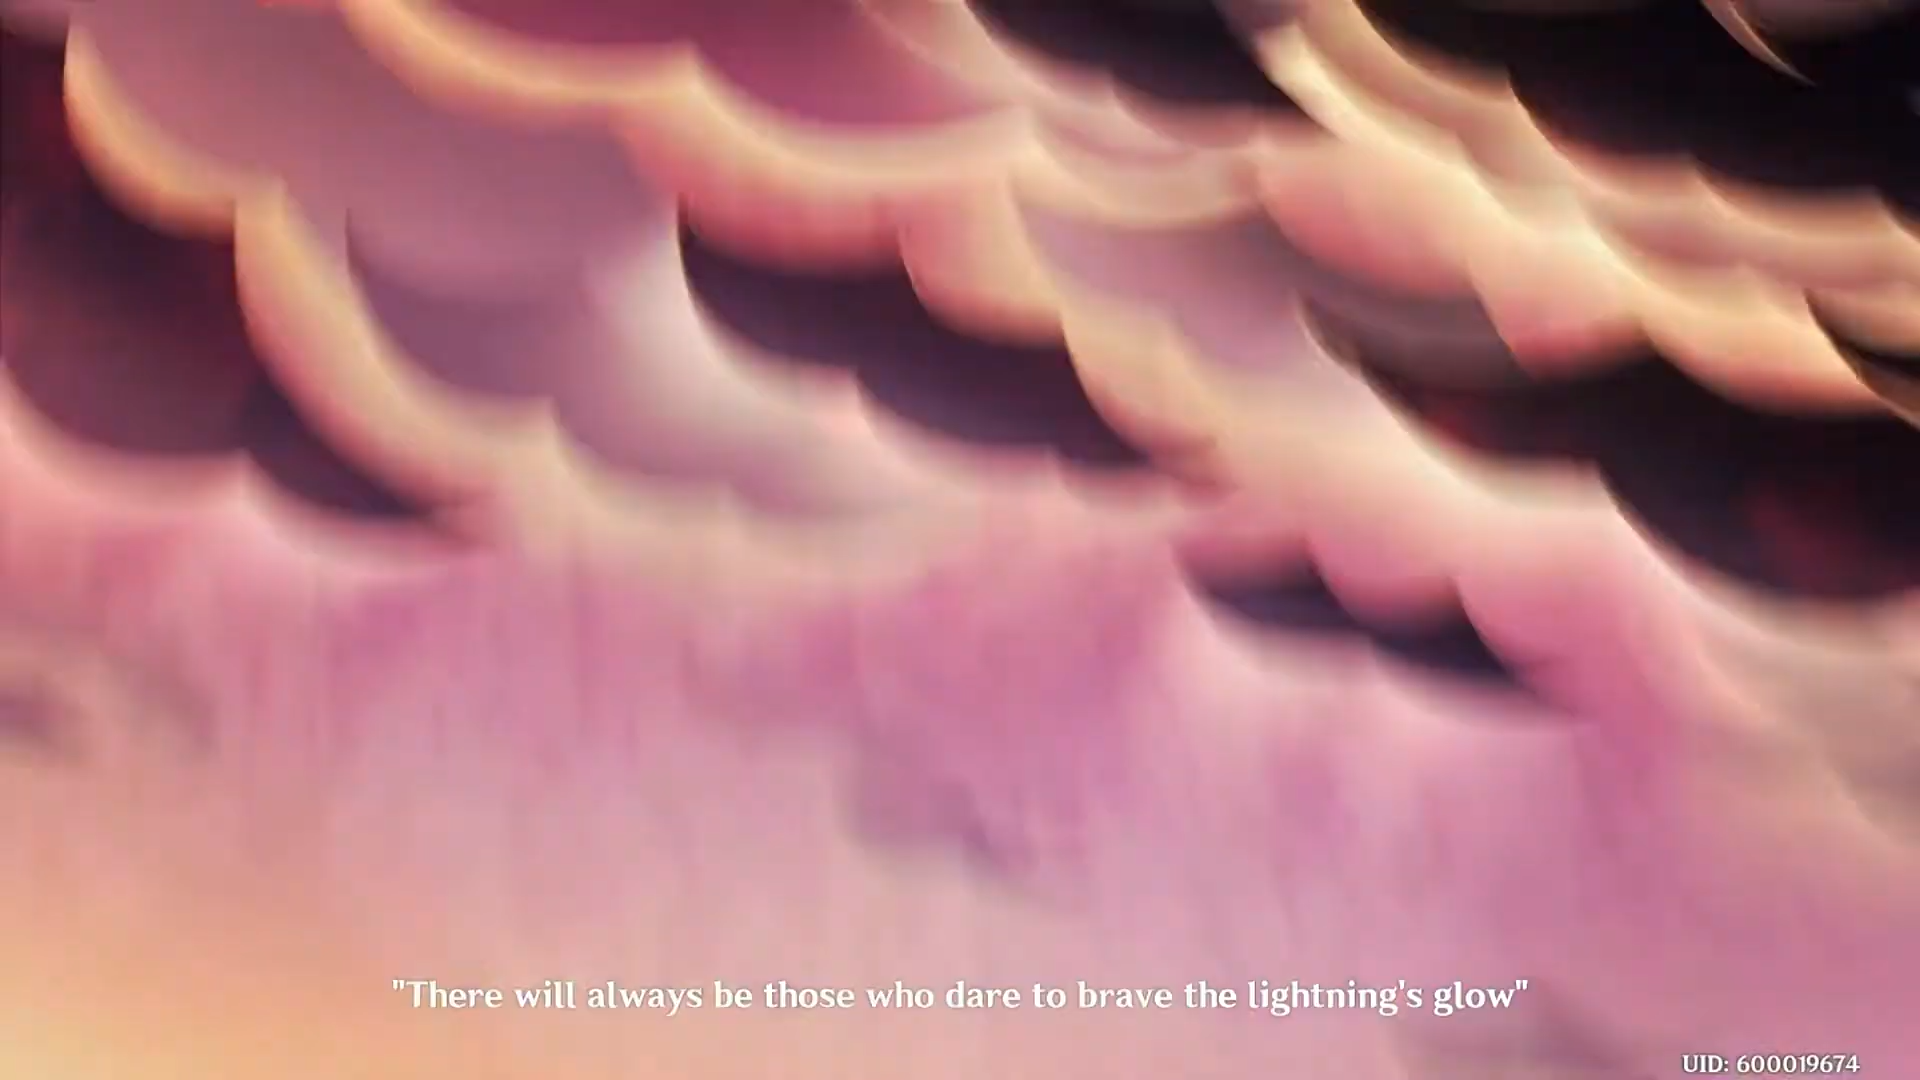 "There will always be those who dare to brave the lightning's glow"
UID: 600019674